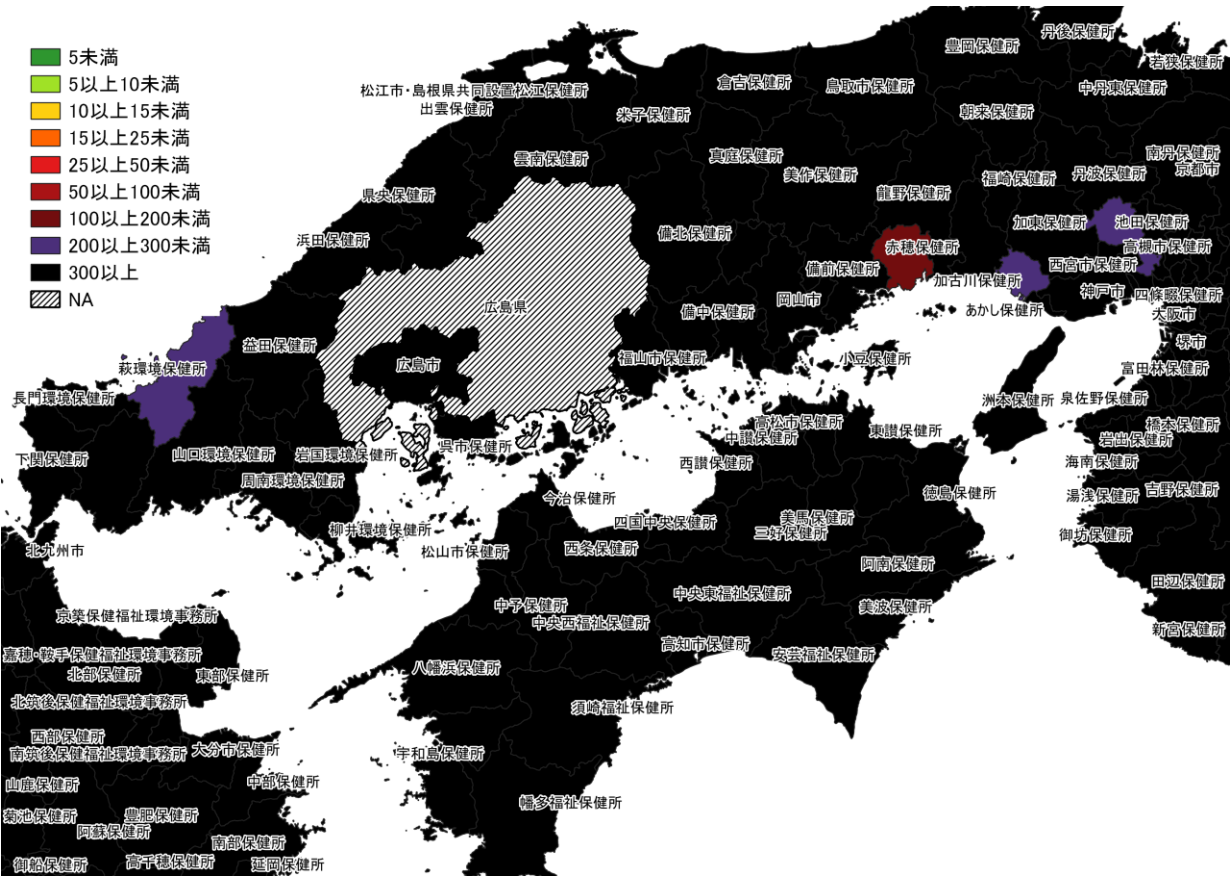 5未満
5以上10未満
10以上15未満
15以上25未満
25以上50未満
50以上100未満
100以上200未満
200以上300未満
300以上
NA
丹後保健所
豊岡保健所
若狭保健所
松江市・島根県共同設置松江保健所
倉吉保健所
鳥取市保健所
中丹東保健所
出雲保健所
米子保健所
朝来保健所
雲南保健所
真庭保健所
南丹保健所
美作保健所
福崎保健所
丹波保健所
京都市
県央保健所
龍野保健所
加東保健所
池田保健所
浜田保健所
備北保健所
赤穂保健所
高槻市保健所
備前保健所
西宮市保健所
加古川保健所
岡山市
神戸市
四條畷保健所
広島県
備中保健所
あかし保健所
大阪市
益田保健所
堺市
福山市保健所
小豆保健所
萩環境保健所
広島市
富田林保健所
長門環境保健所
洲本保健所
泉佐野保健所
高松市保健所
橋本保健所
中讃保健所
東讃保健所
岩出保健所
呉市保健所
下関保健所
山口環境保健所
岩国環境保健所
西讃保健所
海南保健所
周南環境保健所
徳島保健所
湯浅保健所
吉野保健所
今治保健所
美馬保健所
四国中央保健所
柳井環境保健所
三好保健所
御坊保健所
北九州市
松山市保健所
西条保健所
阿南保健所
田辺保健所
中央東福祉保健所
中予保健所
美波保健所
京築保健福祉環境事務所
中央西福祉保健所
新宮保健所
高知市保健所
嘉穂・鞍手保健福祉環境事務所
安芸福祉保健所
八幡浜保健所
北部保健所
東部保健所
北筑後保健福祉環境事務所
須崎福祉保健所
西部保健所
大分市保健所
南筑後保健福祉環境事務所
宇和島保健所
山鹿保健所
中部保健所
幡多福祉保健所
菊池保健所
豊肥保健所
阿蘇保健所
南部保健所
御船保健所
高千穂保健所
延岡保健所